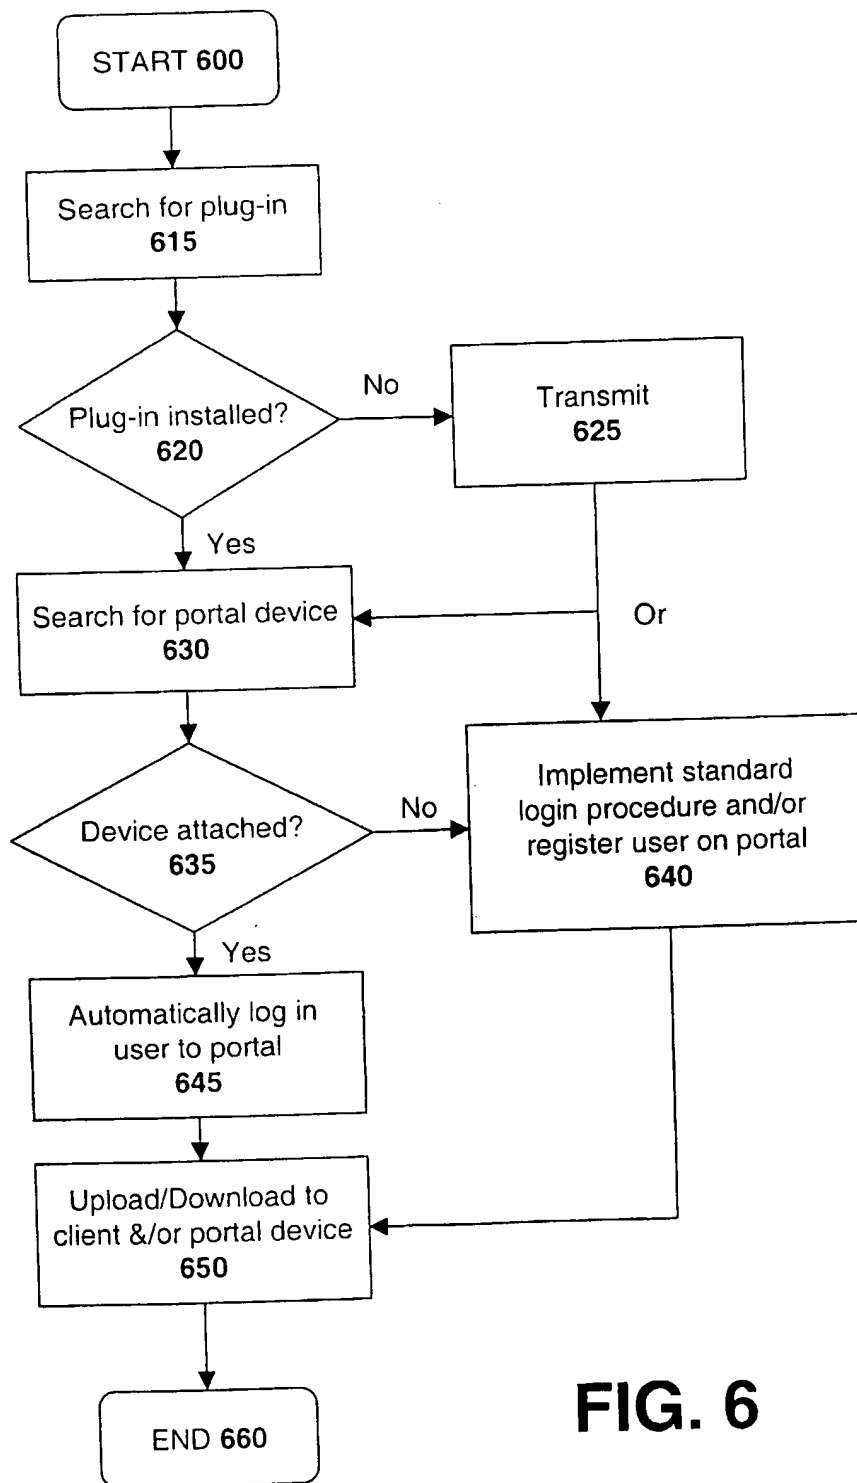 START 600
Search for plug-in
615
Plug-in installed?
620
No
Transmit
625
Yes
Search for portal device
630
Or
Device attached?
635
No
Implement standard
login procedure and/or
register user on portal
640
Yes
Automatically log in
user to portal
645
Upload/Download to
client &/or portal device
650
END 660
FIG. 6